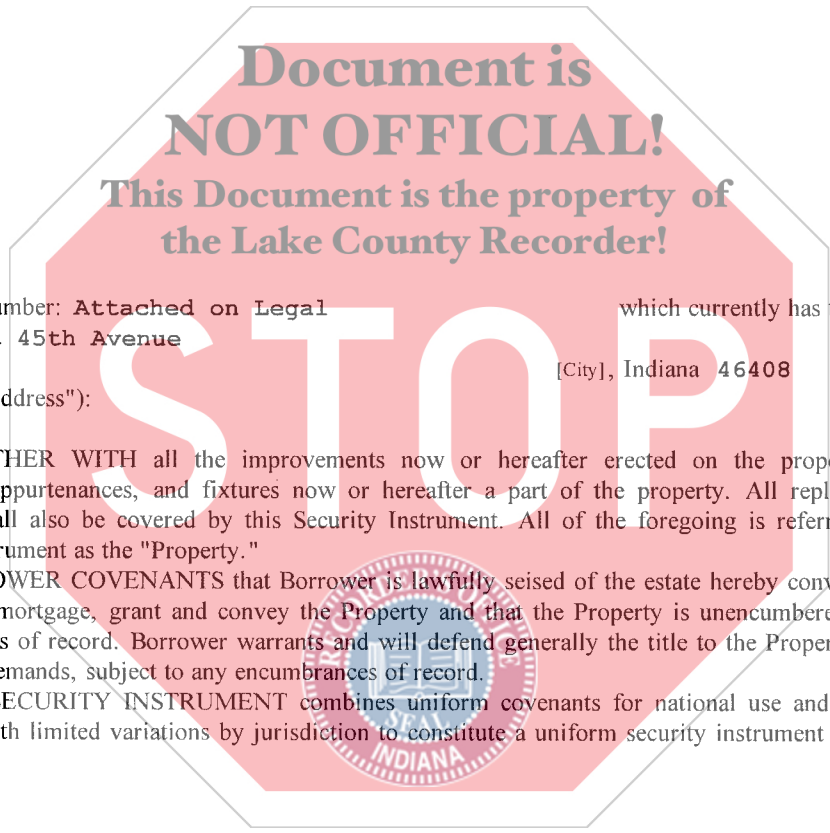 Document is
NOT OFFICIAL!
This Document is the property of
the Lake County Recorder!
umber: Attached on Legal which currently has
45th Avenue
[City], Indiana 46408
ddress"):
STOP
THER WITH all the improvements now or hereafter erected on the prop
ppurtenances, and fixtures now or hereafter a part of the property. All repl
all also be covered by this Security Instrument. All of the foregoing is referr
rument as the "Property."
OWER COVENANTS that Borrower is lawfully seised of the estate hereby conv
mortgage, grant and convey the Property and that the Property is unencumbere
s of record. Borrower warrants and will defend generally the title to the Proper
emands, subject to any encumbrances of record.
SECURITY INSTRUMENT combines uniform covenants for national use and
th limited variations by jurisdiction to constitute a uniform security instrument
RECORDER'S OFFICE
SEAL
INDIANA